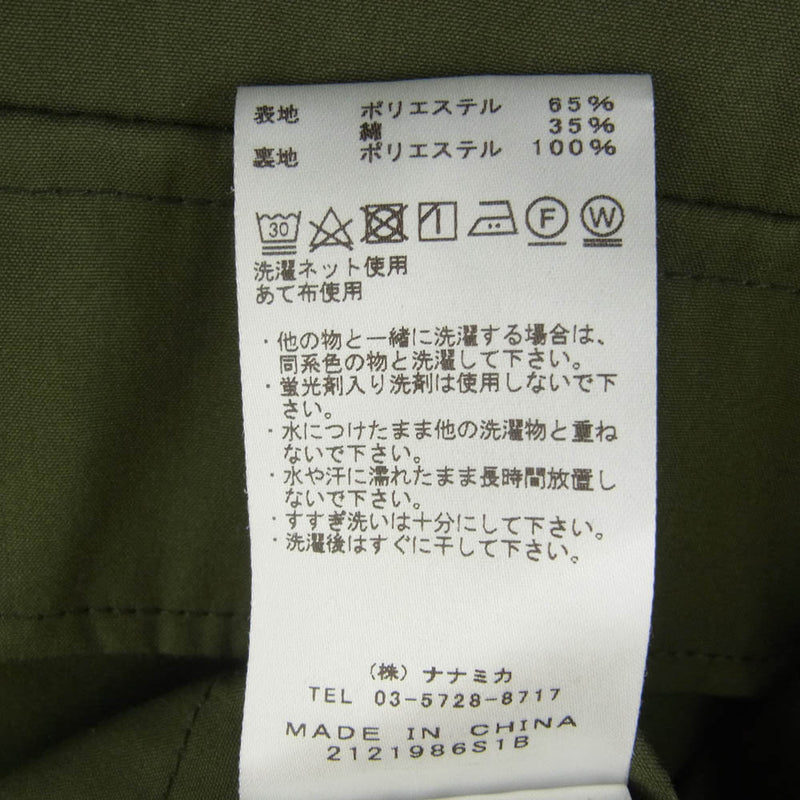 表地 ポリエステル 65%
綿 35%
裏地 ポリエステル 100%
30 F W
洗濯ネット使用
あて布使用
・他の物と一緒に洗濯する場合は、
同系色の物と洗濯して下さい。
・蛍光剤入り洗剤は使用しないで下
さい。
・水につけたまま他の洗濯物と重ね
ないで下さい。
・水や汗に濡れたまま長時間放置し
ないで下さい。
・すすぎ洗いは十分にして下さい。
・洗濯後はすぐに干して下さい。
(株) ナナミカ
TEL 03-5728-8717
MADE IN CHINA
2121986S1B